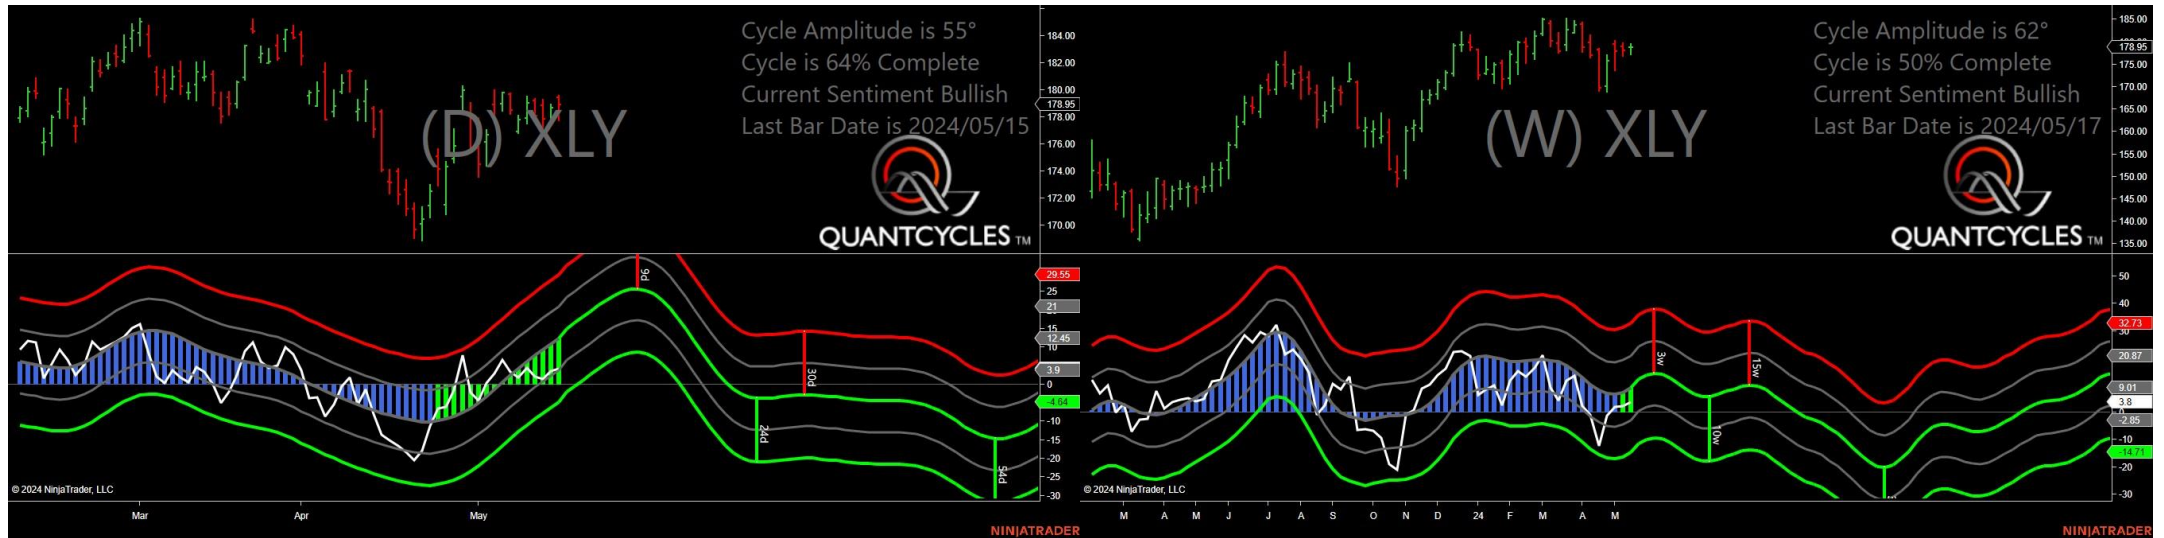 Cycle Amplitude is 55°
Cycle is 64% Complete
Current Sentiment Bullish
Last Bar Date is 2024/05/15
(D) XLY
QUANTCYCLES TM
184.00
182.00
180.00
178.95
178.00
176.00
174.00
172.00
170.00
9d
30d
24d
54d
29.55
25
21
15
12.45
10
3.9
0
-4.64
-10
-15
-20
-25
-30
© 2024 NinjaTrader, LLC
Mar
Apr
May
NINJATRADER
Cycle Amplitude is 62°
Cycle is 50% Complete
Current Sentiment Bullish
Last Bar Date is 2024/05/17
(W) XLY
QUANTCYCLES TM
185.00
178.95
175.00
170.00
165.00
160.00
155.00
150.00
145.00
140.00
135.00
3w
15w
10w
50
40
32.73
30
20.87
9.01
3.8
0
-2.85
-10
-14.71
-20
-30
© 2024 NinjaTrader, LLC
M A M J J A S O N D 24 F M A M
NINJATRADER